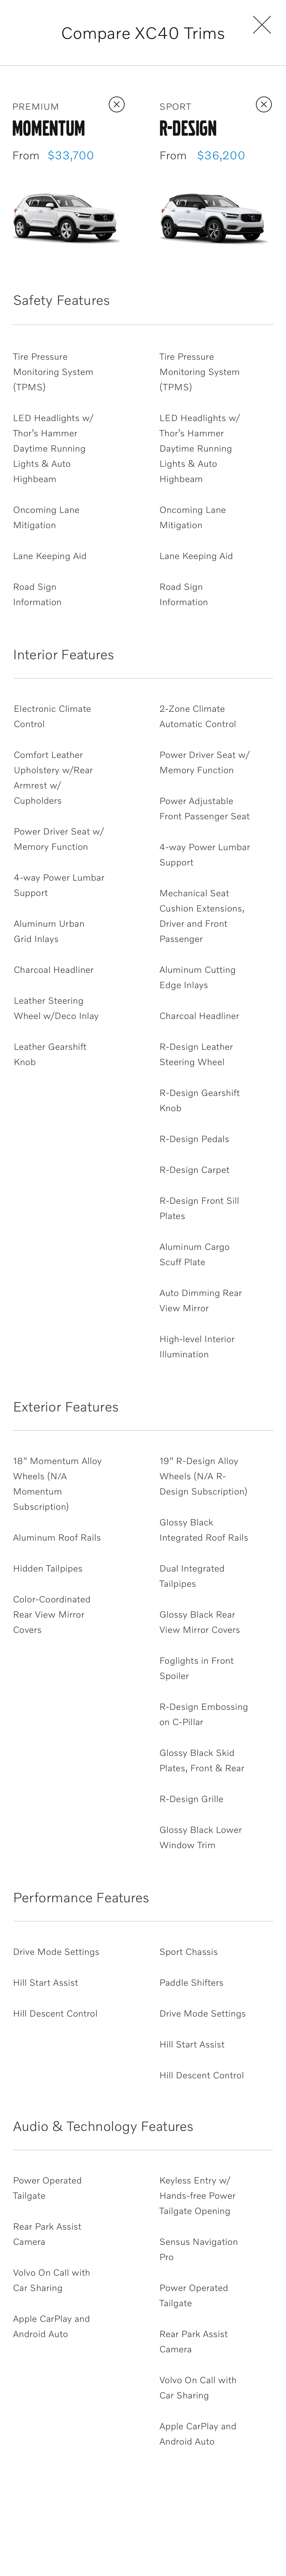 Compare XC40 Trims
PREMIUM
MOMENTUM
From $33,700
SPORT
R-DESIGN
From $36,200
Safety Features
Tire Pressure
Monitoring System
(TPMS)
LED Headlights w/
Thor's Hammer
Daytime Running
Lights & Auto
Highbeam
Oncoming Lane
Mitigation
Lane Keeping Aid
Road Sign
Information
Tire Pressure
Monitoring System
(TPMS)
LED Headlights w/
Thor's Hammer
Daytime Running
Lights & Auto
Highbeam
Oncoming Lane
Mitigation
Lane Keeping Aid
Road Sign
Information
Interior Features
Electronic Climate
Control
Comfort Leather
Upholstery w/Rear
Armrest w/
Cupholders
Power Driver Seat w/
Memory Function
4-way Power Lumbar
Support
Aluminum Urban
Grid Inlays
Charcoal Headliner
Leather Steering
Wheel w/Deco Inlay
Leather Gearshift
Knob
2-Zone Climate
Automatic Control
Power Driver Seat w/
Memory Function
Power Adjustable
Front Passenger Seat
4-way Power Lumbar
Support
Mechanical Seat
Cushion Extensions,
Driver and Front
Passenger
Aluminum Cutting
Edge Inlays
Charcoal Headliner
R-Design Leather
Steering Wheel
R-Design Gearshift
Knob
R-Design Pedals
R-Design Carpet
R-Design Front Sill
Plates
Aluminum Cargo
Scuff Plate
Auto Dimming Rear
View Mirror
High-level Interior
Illumination
Exterior Features
18" Momentum Alloy
Wheels (N/A
Momentum
Subscription)
Aluminum Roof Rails
Hidden Tailpipes
Color-Coordinated
Rear View Mirror
Covers
19" R-Design Alloy
Wheels (N/A R-
Design Subscription)
Glossy Black
Integrated Roof Rails
Dual Integrated
Tailpipes
Glossy Black Rear
View Mirror Covers
Foglights in Front
Spoiler
R-Design Embossing
on C-Pillar
Glossy Black Skid
Plates, Front & Rear
R-Design Grille
Glossy Black Lower
Window Trim
Performance Features
Drive Mode Settings
Hill Start Assist
Hill Descent Control
Sport Chassis
Paddle Shifters
Drive Mode Settings
Hill Start Assist
Hill Descent Control
Audio & Technology Features
Power Operated
Tailgate
Rear Park Assist
Camera
Volvo On Call with
Car Sharing
Apple CarPlay and
Android Auto
Keyless Entry w/
Hands-free Power
Tailgate Opening
Sensus Navigation
Pro
Power Operated
Tailgate
Rear Park Assist
Camera
Volvo On Call with
Car Sharing
Apple CarPlay and
Android Auto